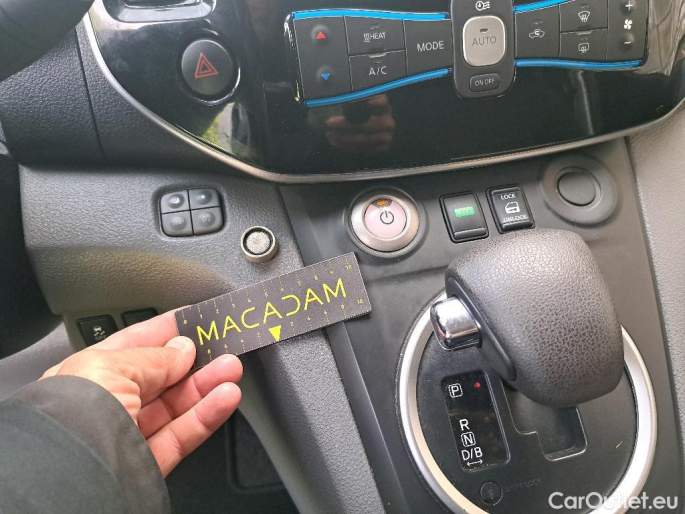 HEAT
A/C
MODE
AUTO
ON·OFF
LOCK
UNLOCK
MACADAM
P
R
N
D/B
CarOutlet.eu